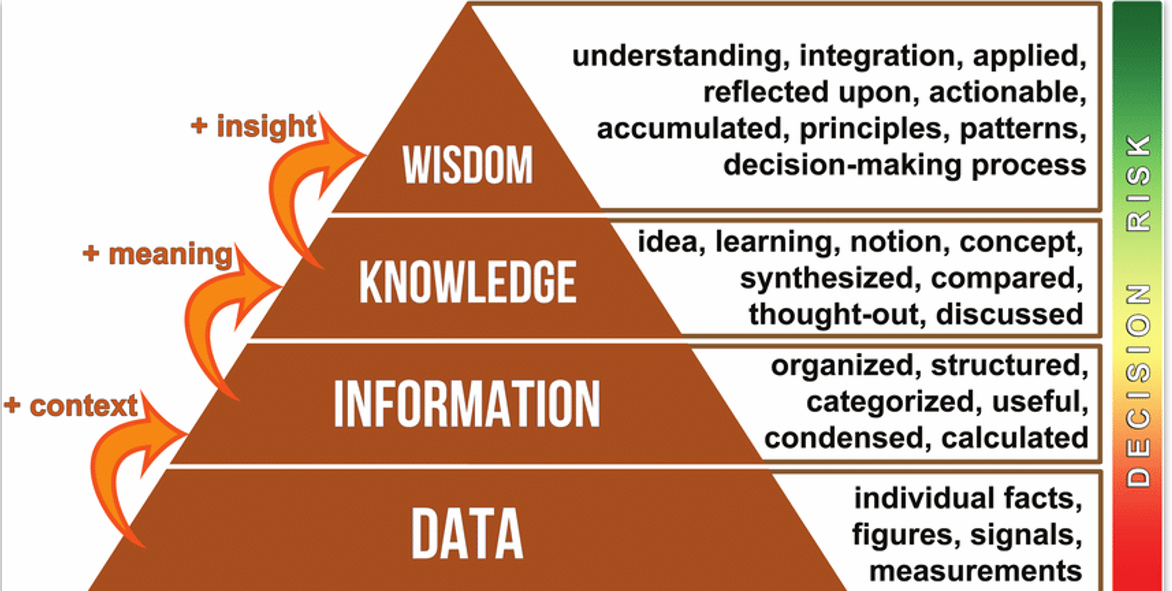 understanding, integration, applied,
reflected upon, actionable,
accumulated, principles, patterns,
decision-making process
+ insight
WISDOM
idea, learning, notion, concept,
synthesized, compared,
thought-out, discussed
+ meaning
KNOWLEDGE
organized, structured,
categorized, useful,
condensed, calculated
+ context
INFORMATION
individual facts,
figures, signals,
measurements
DATA
DECISION RISK